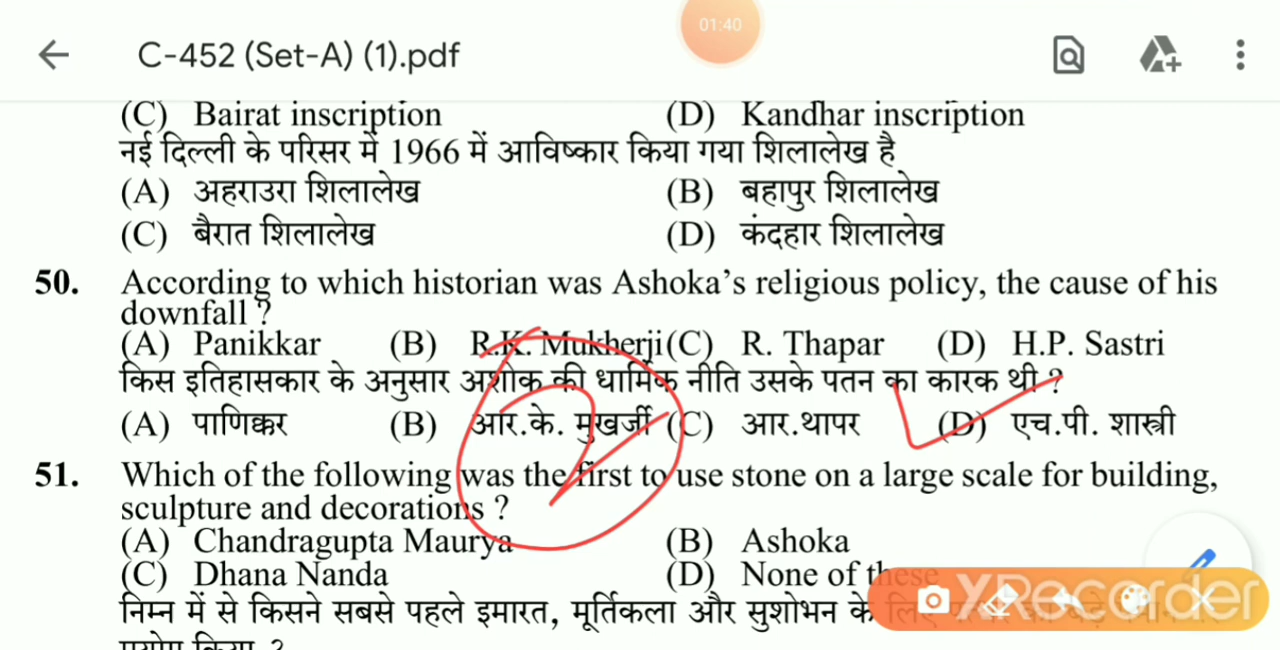 01:40
C-452 (Set-A) (1).pdf
(C) Bairat inscription (D) Kandhar inscription
नई दिल्ली के परिसर में 1966 में आविष्कार किया गया शिलालेख है
(A) अहराउरा शिलालेख (B) बहापुर शिलालेख
(C) बैरात शिलालेख (D) कंदहार शिलालेख
50. According to which historian was Ashoka's religious policy, the cause of his
downfall ?
(A) Panikkar (B) R.K. Mukherji (C) R. Thapar (D) H.P. Sastri
किस इतिहासकार के अनुसार अशोक की धार्मिक नीति उसके पतन का कारक थी ?
(A) पाणिक्कर (B) आर.के. मुखर्जी (C) आर.थापर (D) एच.पी. शास्त्री
2
51. Which of the following was the first to use stone on a large scale for building,
sculpture and decorations ?
(A) Chandragupta Maurya (B) Ashoka
(C) Dhana Nanda (D) None of these
XRecorder
निम्न में से किसने सबसे पहले इमारत, मूर्तिकला और सुशोभन के